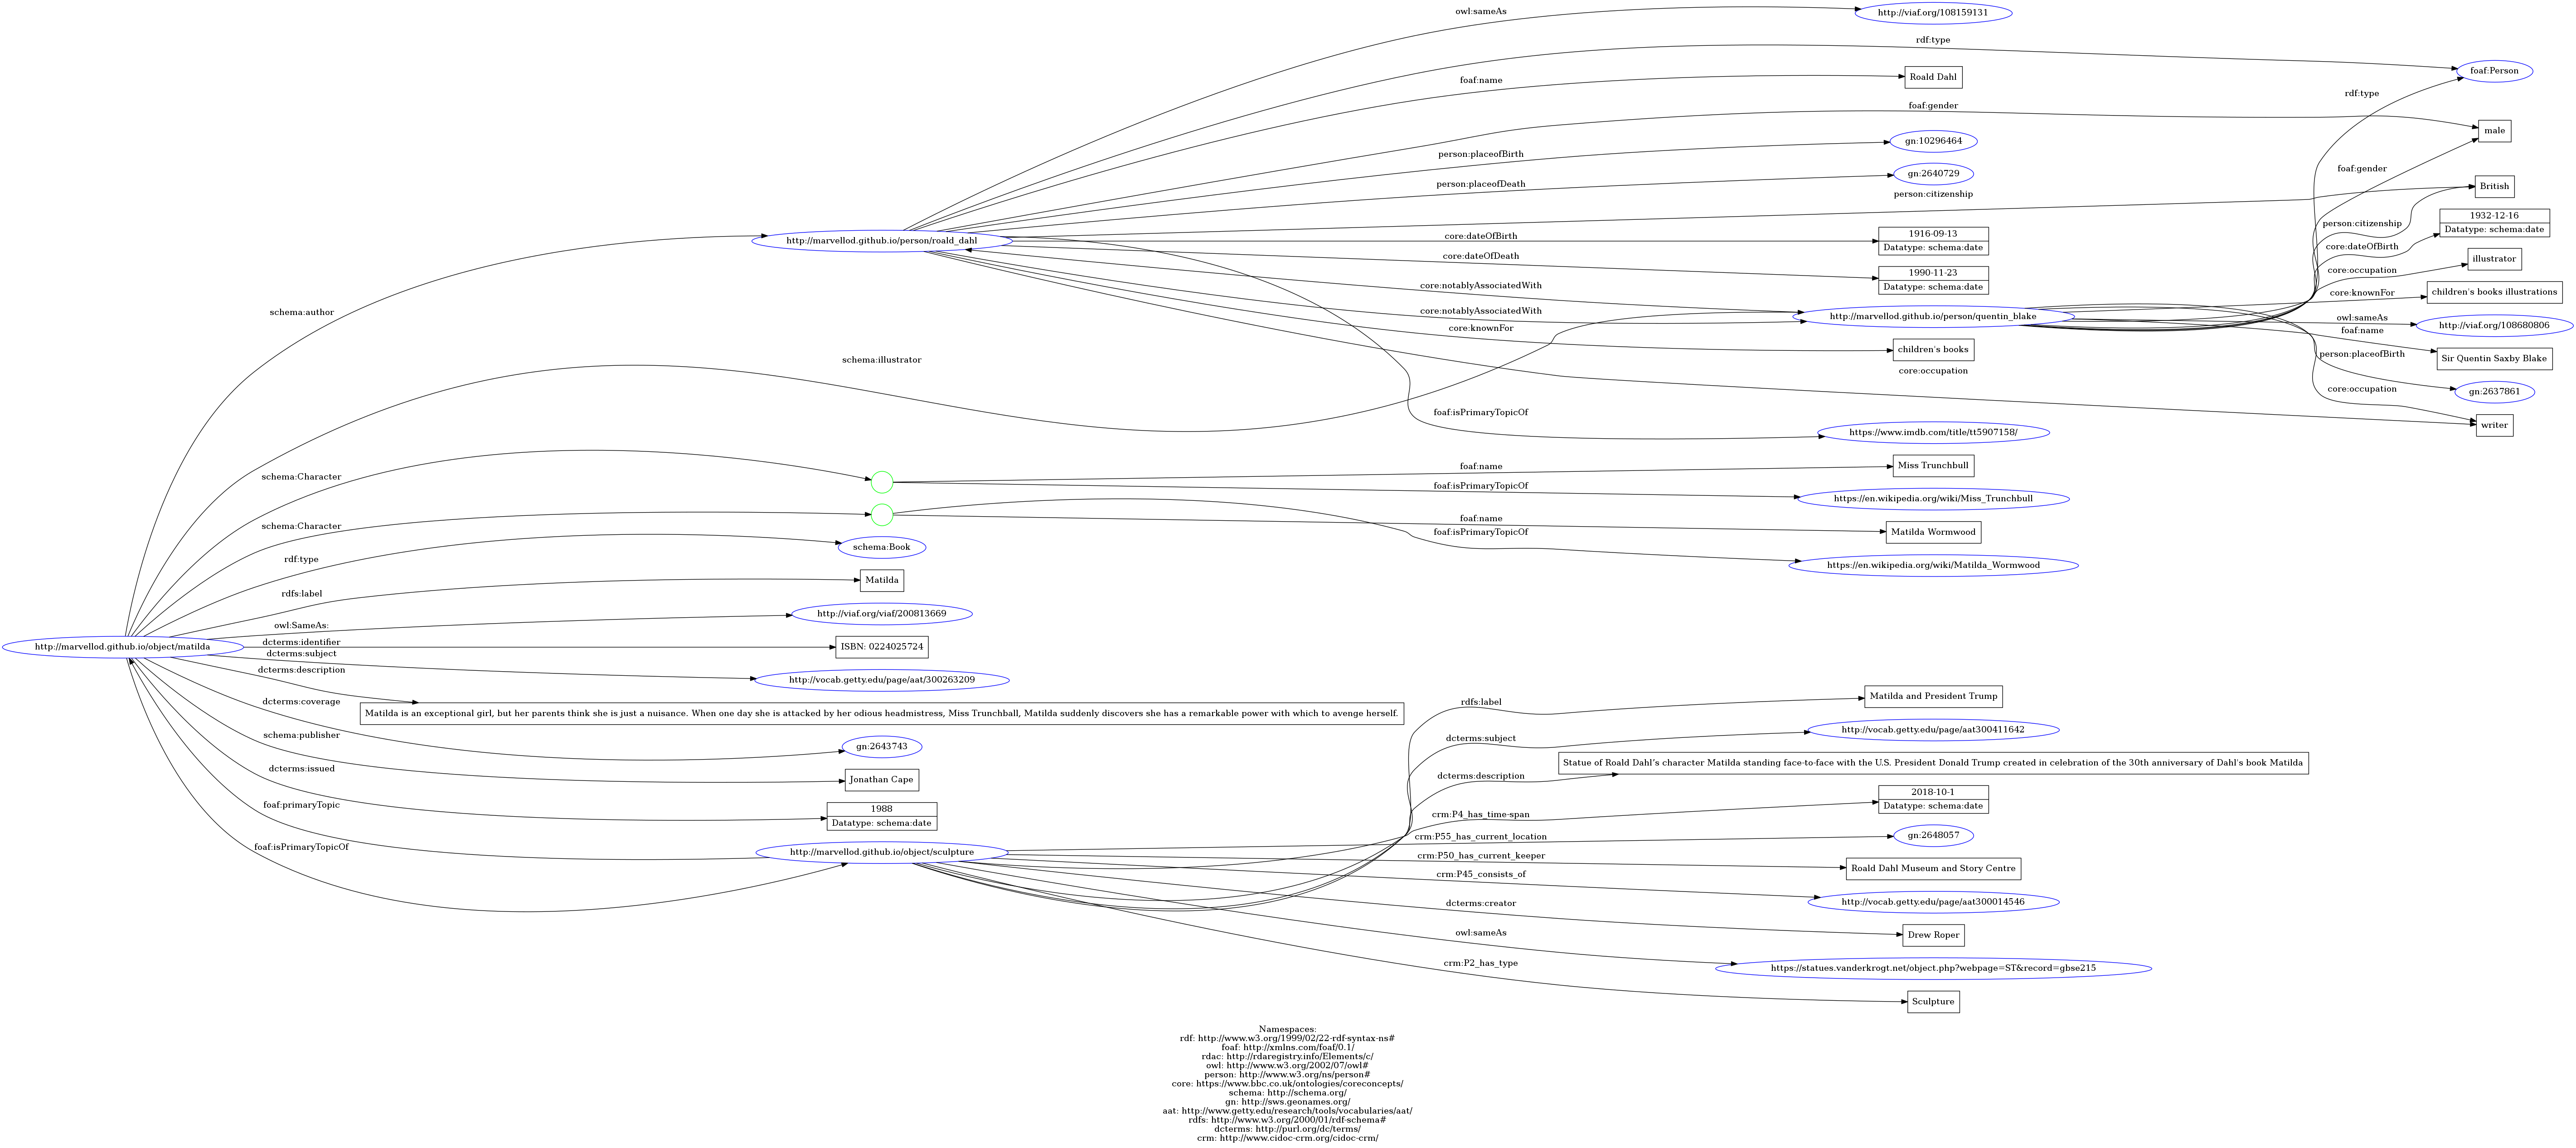 owl:sameAs
http://viaf.org/108159131
rdf:type
foaf:Person
foaf:name
Roald Dahl
rdf:type
foaf:gender
male
gn:10296464
person:placeofBirth
foaf:gender
gn:2640729
person:placeofDeath
British
person:citizenship
1932-12-16
Datatype: schema:date
person:citizenship
1916-09-13
Datatype: schema:date
core:dateOfBirth
http://marvellod.github.io/person/roald_dahl
core:dateOfBirth
core:dateOfDeath
illustrator
core:occupation
1990-11-23
Datatype: schema:date
core:notablyAssociatedWith
children's books illustrations
core:knownFor
schema:author
core:notablyAssociatedWith
http://marvellod.github.io/person/quentin_blake
owl:sameAs
http://viaf.org/108680806
core:knownFor
foaf:name
children's books
person:placeofBirth
Sir Quentin Saxby Blake
schema:illustrator
core:occupation
core:occupation
gn:2637861
foaf:isPrimaryTopicOf
writer
https://www.imdb.com/title/tt5907158/
foaf:name
Miss Trunchbull
schema:Character
foaf:isPrimaryTopicOf
https://en.wikipedia.org/wiki/Miss_Trunchbull
foaf:name
schema:Character
foaf:isPrimaryTopicOf
Matilda Wormwood
schema:Book
rdf:type
https://en.wikipedia.org/wiki/Matilda_Wormwood
Matilda
rdfs:label
http://viaf.org/viaf/200813669
owl:SameAs:
dcterms:identifier
http://marvellod.github.io/object/matilda
ISBN: 0224025724
dcterms:subject
dcterms:description
http://vocab.getty.edu/page/aat/300263209
dcterms:coverage
Matilda is an exceptional girl, but her parents think she is just a nuisance. When one day she is attacked by her odious headmistress, Miss Trunchball, Matilda suddenly discovers she has a remarkable power with which to avenge herself.
rdfs:label
Matilda and President Trump
schema:publisher
gn:2643743
dcterms:subject
http://vocab.getty.edu/page/aat300411642
dcterms:issued
Jonathan Cape
dcterms:description
Statue of Roald Dahl's character Matilda standing face-to-face with the U.S. President Donald Trump created in celebration of the 30th anniversary of Dahl's book Matilda
foaf:primaryTopic
1988
Datatype: schema:date
crm:P4_has_time-span
2018-10-1
Datatype: schema:date
crm:P55_has_current_location
gn:2648057
foaf:isPrimaryTopicOf
http://marvellod.github.io/object/sculpture
crm:P50_has_current_keeper
Roald Dahl Museum and Story Centre
crm:P45_consists_of
http://vocab.getty.edu/page/aat300014546
dcterms:creator
Drew Roper
owl:sameAs
https://statues.vanderkrogt.net/object.php?webpage=ST&record=gbse215
crm:P2_has_type
Sculpture
Namespaces:
rdf: http://www.w3.org/1999/02/22-rdf-syntax-ns#
foaf: http://xmlns.com/foaf/0.1/
rdac: http://rdaregistry.info/Elements/c/
owl: http://www.w3.org/2002/07/owl#
person: http://www.w3.org/ns/person#
core: https://www.bbc.co.uk/ontologies/coreconcepts/
schema: http://schema.org/
gn: http://sws.geonames.org/
aat: http://www.getty.edu/research/tools/vocabularies/aat/
rdfs: http://www.w3.org/2000/01/rdf-schema#
dcterms: http://purl.org/dc/terms/
crm: http://www.cidoc-crm.org/cidoc-crm/